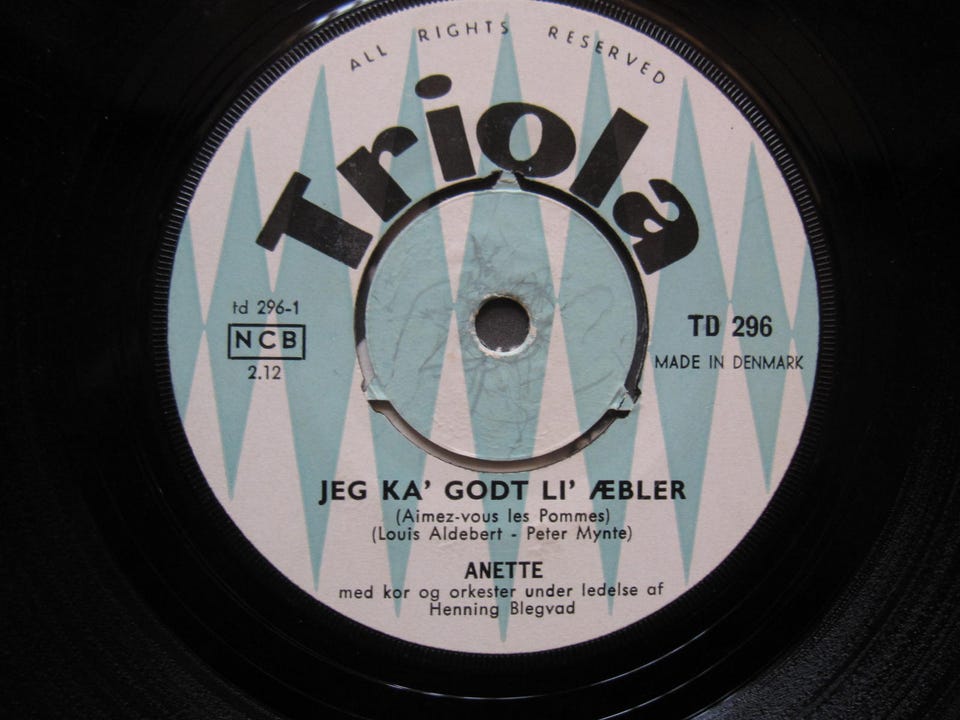 ALL RIGHTS RESERVED
Triola
td 296-1
NCB
2.12
TD 296
MADE IN DENMARK
JEG KA' GODT LI' ÆBLER
(Aimez-vous les Pommes)
(Louis Aldebert - Peter Mynte)
ANETTE
med kor og orkester under ledelse af
Henning Blegvad